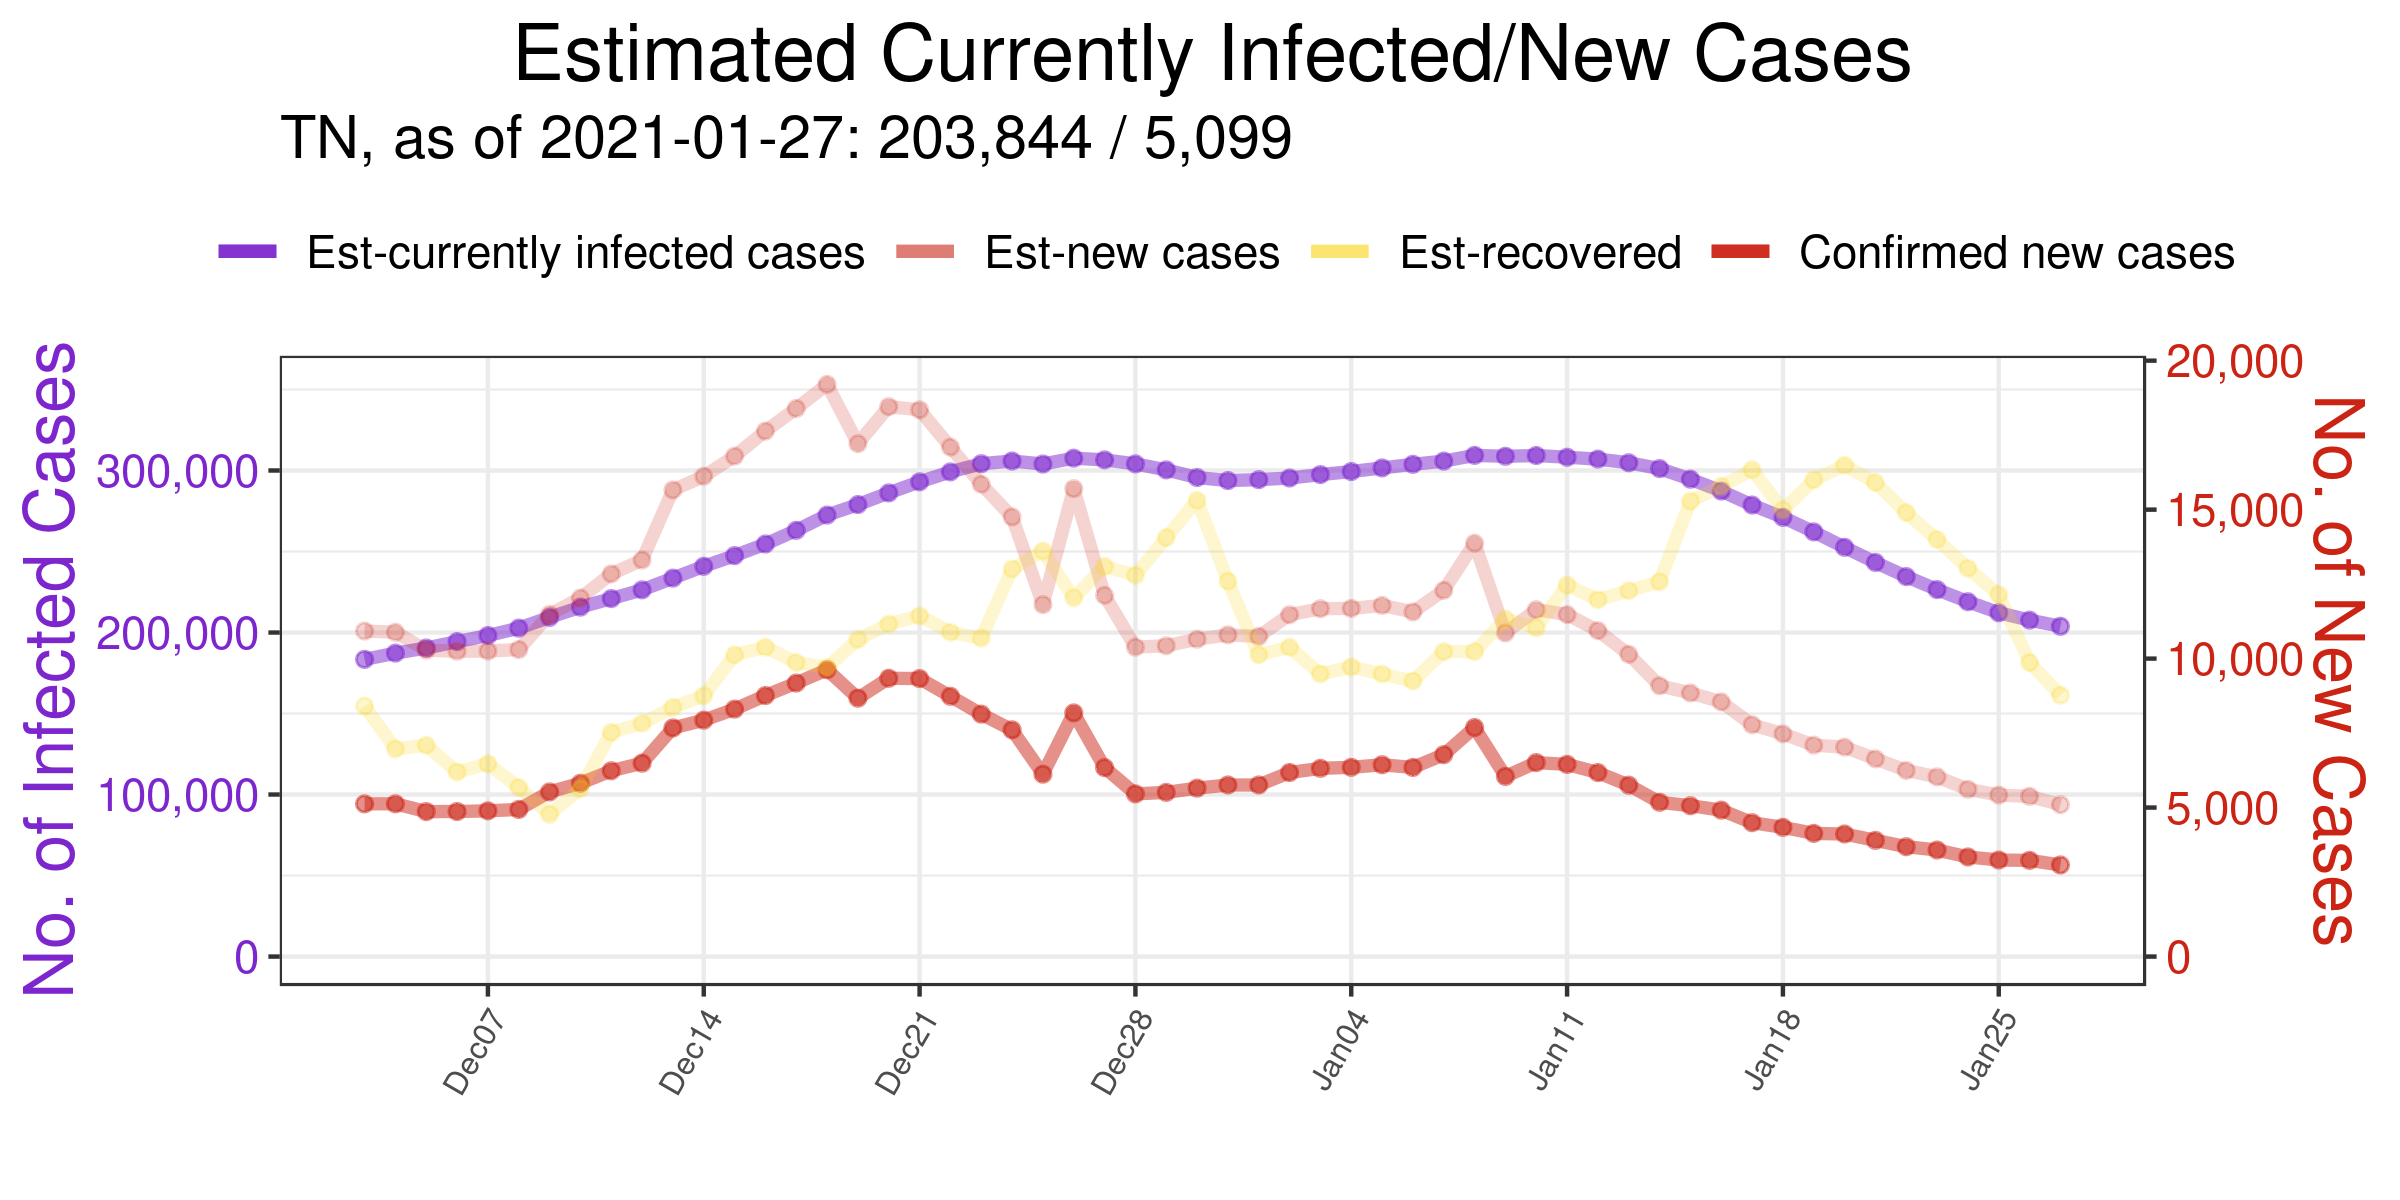 Estimated Currently Infected/New Cases
TN, as of 2021-01-27: 203,844 / 5,099
Est-currently infected cases Est-new cases Est-recovered Confirmed new cases
No. of Infected Cases
300,000
200,000
100,000
0
20,000
15,000
10,000
5,000
0
No. of New Cases
Dec07 Dec14 Dec21 Dec28 Jan04 Jan11 Jan18 Jan25